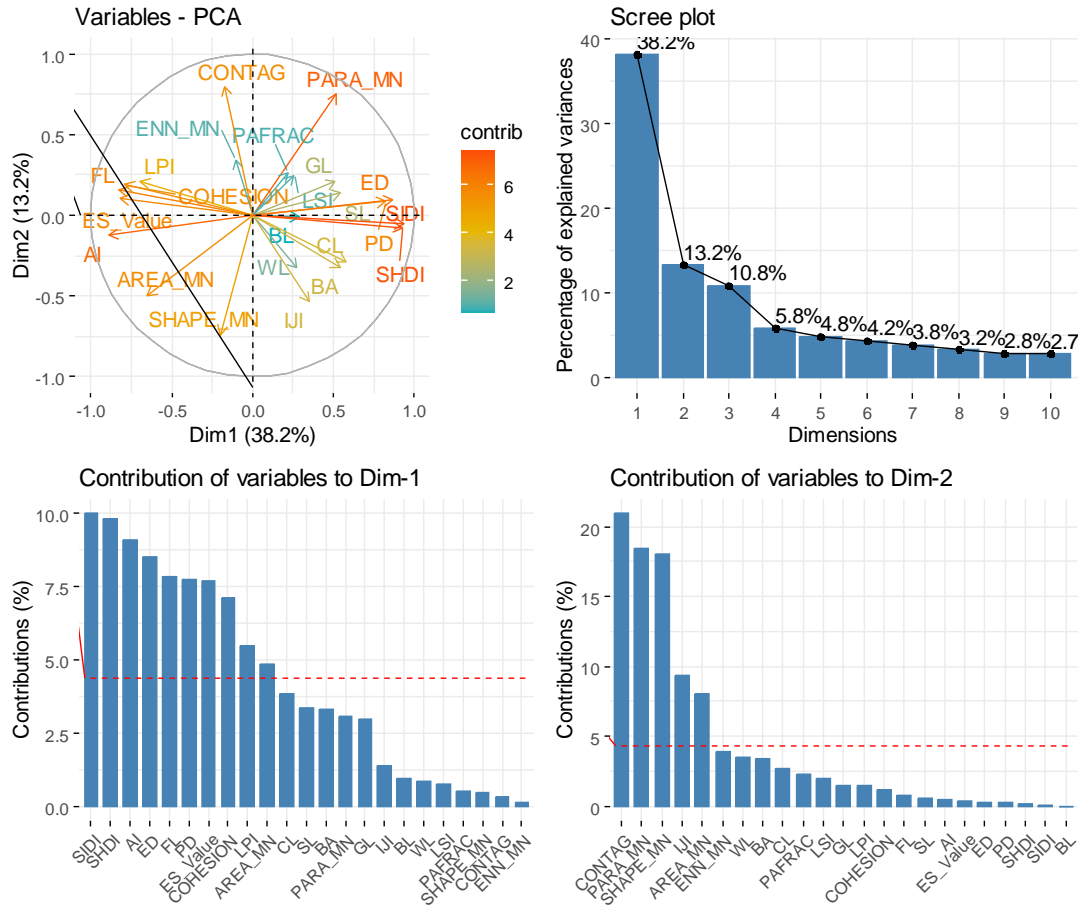 Variables - PCA
1.0
0.5
0.0
-0.5
-1.0
Dim2 (13.2%)
CONTAG
PARA_MN
ENN_MN
PAFRAC
LPI
FL
GL
ED
COHESION
LSI
SL
SIDI
ES_Value
AI
BL
CL
PD
WL
SHDI
AREA_MN
BA
SHAPE_MN
IJI
-1.0 -0.5 0.0 0.5 1.0
Dim1 (38.2%)
contrib
6
4
2
Scree plot
Percentage of explained variances
40
30
20
10
0
38.2%
13.2%
10.8%
5.8%
4.8%
4.2%
3.8%
3.2%
2.8%
2.7
1 2 3 4 5 6 7 8 9 10
Dimensions
Contribution of variables to Dim-1
Contributions (%)
10.0
7.5
5.0
2.5
0.0
SIDI
SHDI
AI
ED
FL
PD
ES_Value
COHESION
LPI
AREA_MN
CL
SL
BA
PARA_MN
GL
IJI
BL
WL
LSI
PAFRAC
SHAPE_MN
CONTAG
ENN_MN
Contribution of variables to Dim-2
Contributions (%)
20
15
10
5
0
CONTAG
PARA_MN
SHAPE_MN
IJI
AREA_MN
ENN_MN
WL
BA
CL
PAFRAC
LSI
GL
LPI
COHESION
FL
SL
AI
ES_Value
ED
PD
SHDI
SIDI
BL